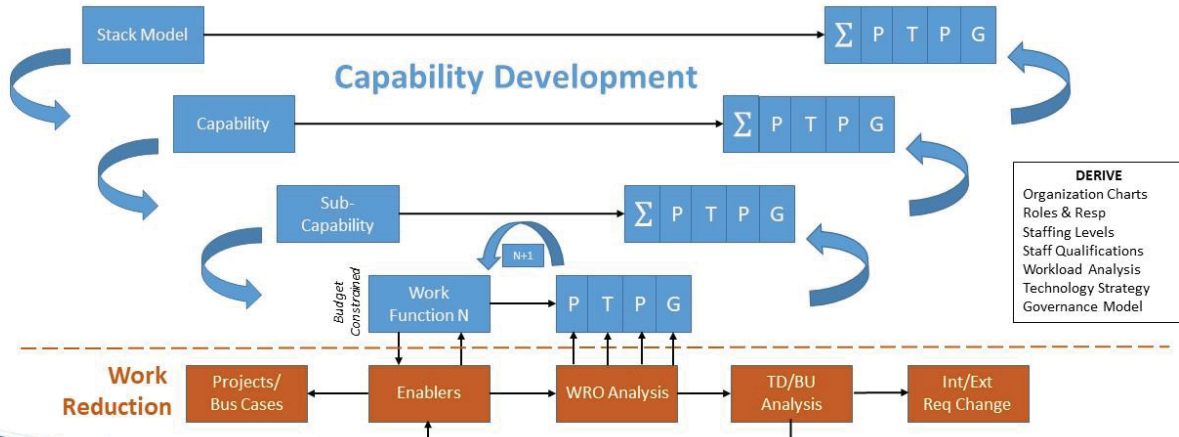 Stack Model
Σ P T P G
Capability Development
Capability
Σ P T P G
Sub-
Capability
Σ P T P G
N+1
Budget
Constrained
Work
Function N
P T P G
DERIVE
Organization Charts
Roles & Resp
Staffing Levels
Staff Qualifications
Workload Analysis
Technology Strategy
Governance Model
Work
Reduction
Projects/
Bus Cases
Enablers
WRO Analysis
TD/BU
Analysis
Int/Ext
Req Change